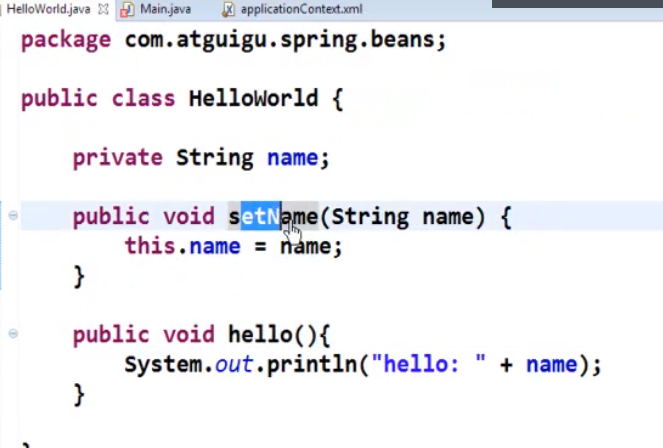 HelloWorld.java Main.java applicationContext.xml
package com.atguigu.spring.beans;
public class HelloWorld {
private String name;
public void setName(String name) {
this.name = name;
}
public void hello(){
System.out.println("hello: " + name);
}
}